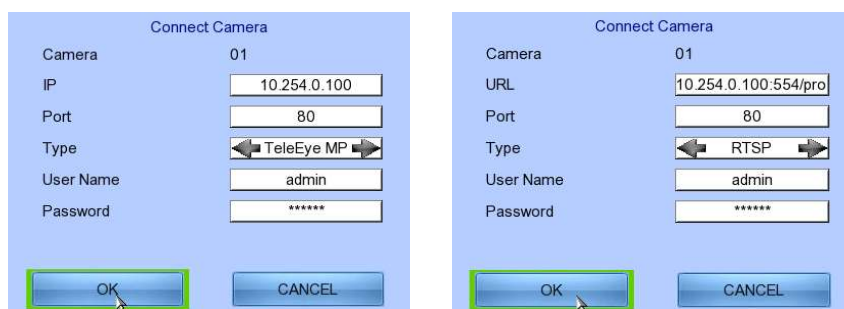 Connect Camera
Camera 01
IP 10.254.0.100
Port 80
Type TeleEye MP
User Name admin
Password ******
OK CANCEL
Connect Camera
Camera 01
URL 10.254.0.100:554/pro
Port 80
Type RTSP
User Name admin
Password ******
OK CANCEL